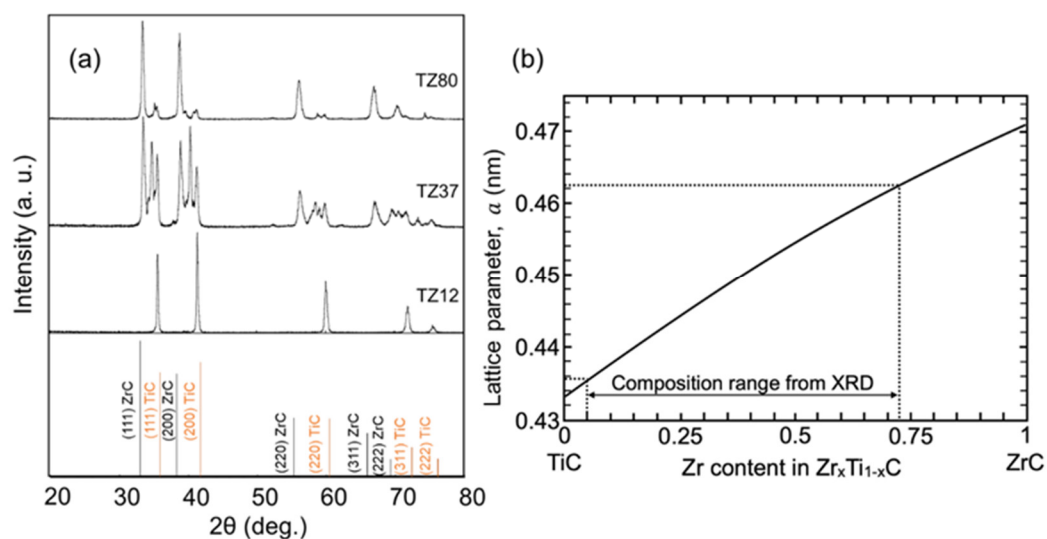 (a)
TZ80
TZ37
TZ12
Intensity (a. u.)
(111) ZrC
(111) TiC
(200) ZrC
(200) TiC
(220) ZrC
(220) TiC
(311) ZrC
(222) ZrC
(311) TiC
(222) TiC
20 30 40 50 60 70 80
2θ (deg.)
(b)
Lattice parameter, a (nm)
0.47
0.46
0.45
0.44
0.43
Composition range from XRD
0 0.25 0.5 0.75 1
TiC ZrC
Zr content in ZrₓTi₁₋ₓC